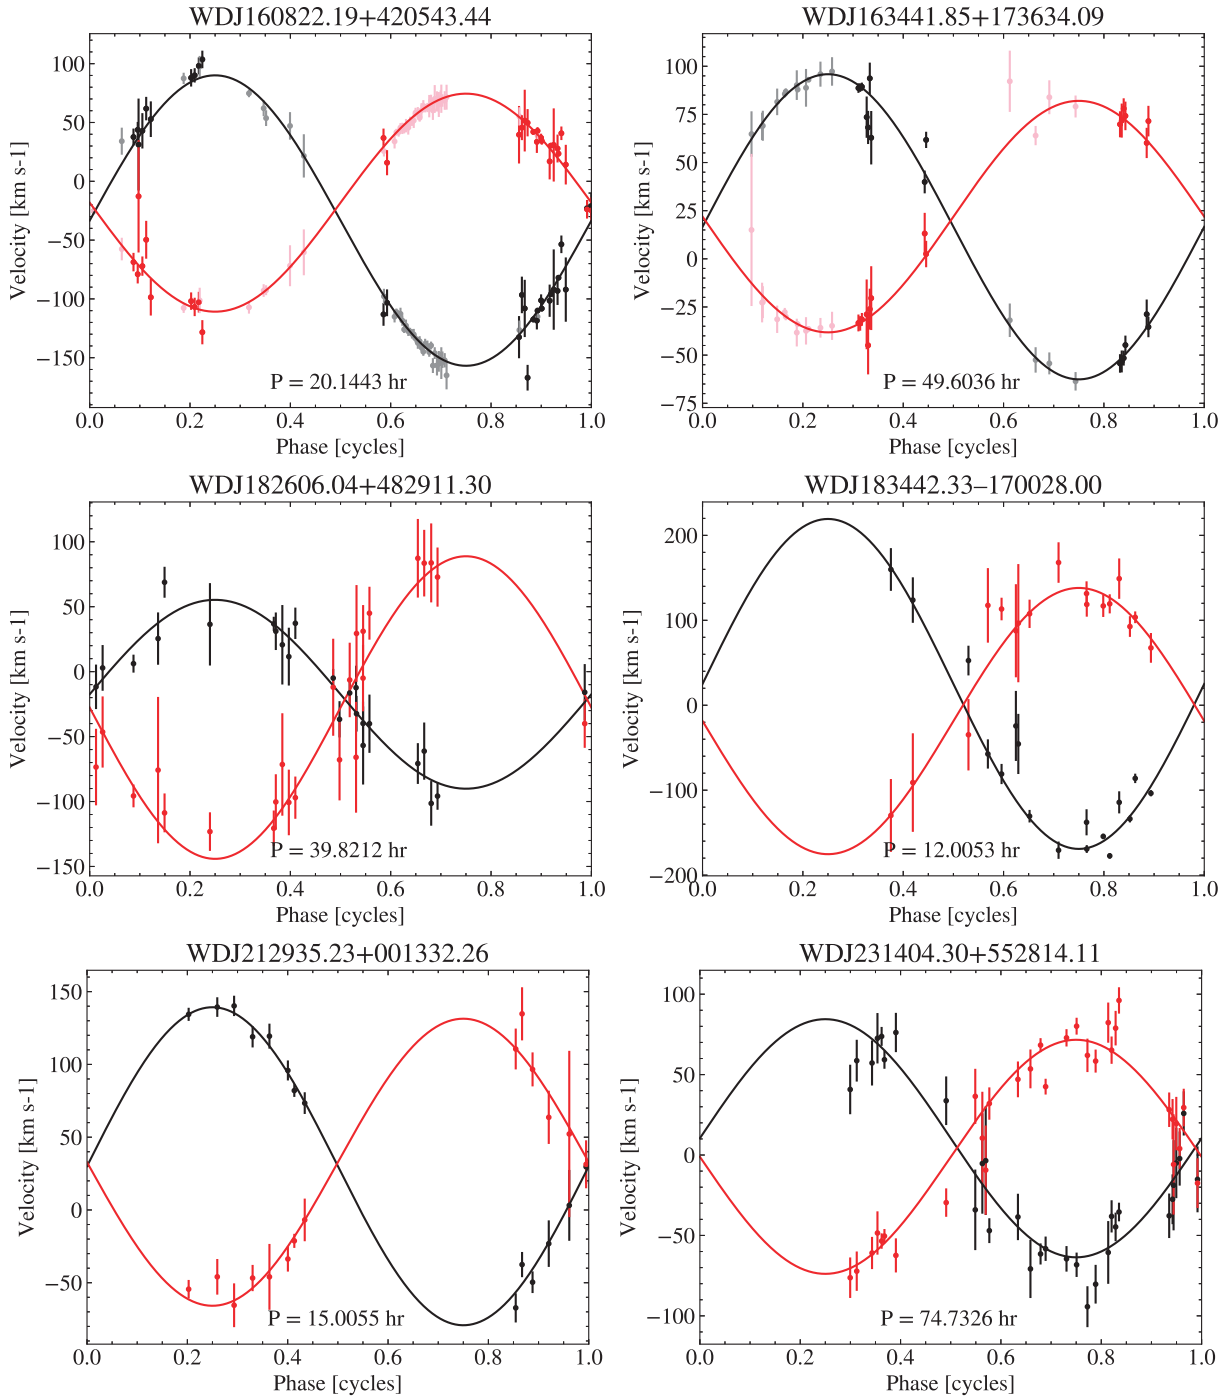 WDJ160822.19+420543.44
Velocity [km s-1]
100
50
0
−50
−100
−150
P = 20.1443 hr
0.0 0.2 0.4 0.6 0.8 1.0
Phase [cycles]
WDJ163441.85+173634.09
Velocity [km s-1]
100
75
50
25
0
−25
−50
−75
P = 49.6036 hr
0.0 0.2 0.4 0.6 0.8 1.0
Phase [cycles]
WDJ182606.04+482911.30
Velocity [km s-1]
100
50
0
−50
−100
−150
P = 39.8212 hr
0.0 0.2 0.4 0.6 0.8 1.0
Phase [cycles]
WDJ183442.33–170028.00
Velocity [km s-1]
200
100
0
−100
−200
P = 12.0053 hr
0.0 0.2 0.4 0.6 0.8 1.0
Phase [cycles]
WDJ212935.23+001332.26
Velocity [km s-1]
150
100
50
0
−50
P = 15.0055 hr
0.0 0.2 0.4 0.6 0.8 1.0
Phase [cycles]
WDJ231404.30+552814.11
Velocity [km s-1]
100
50
0
−50
−100
P = 74.7326 hr
0.0 0.2 0.4 0.6 0.8 1.0
Phase [cycles]